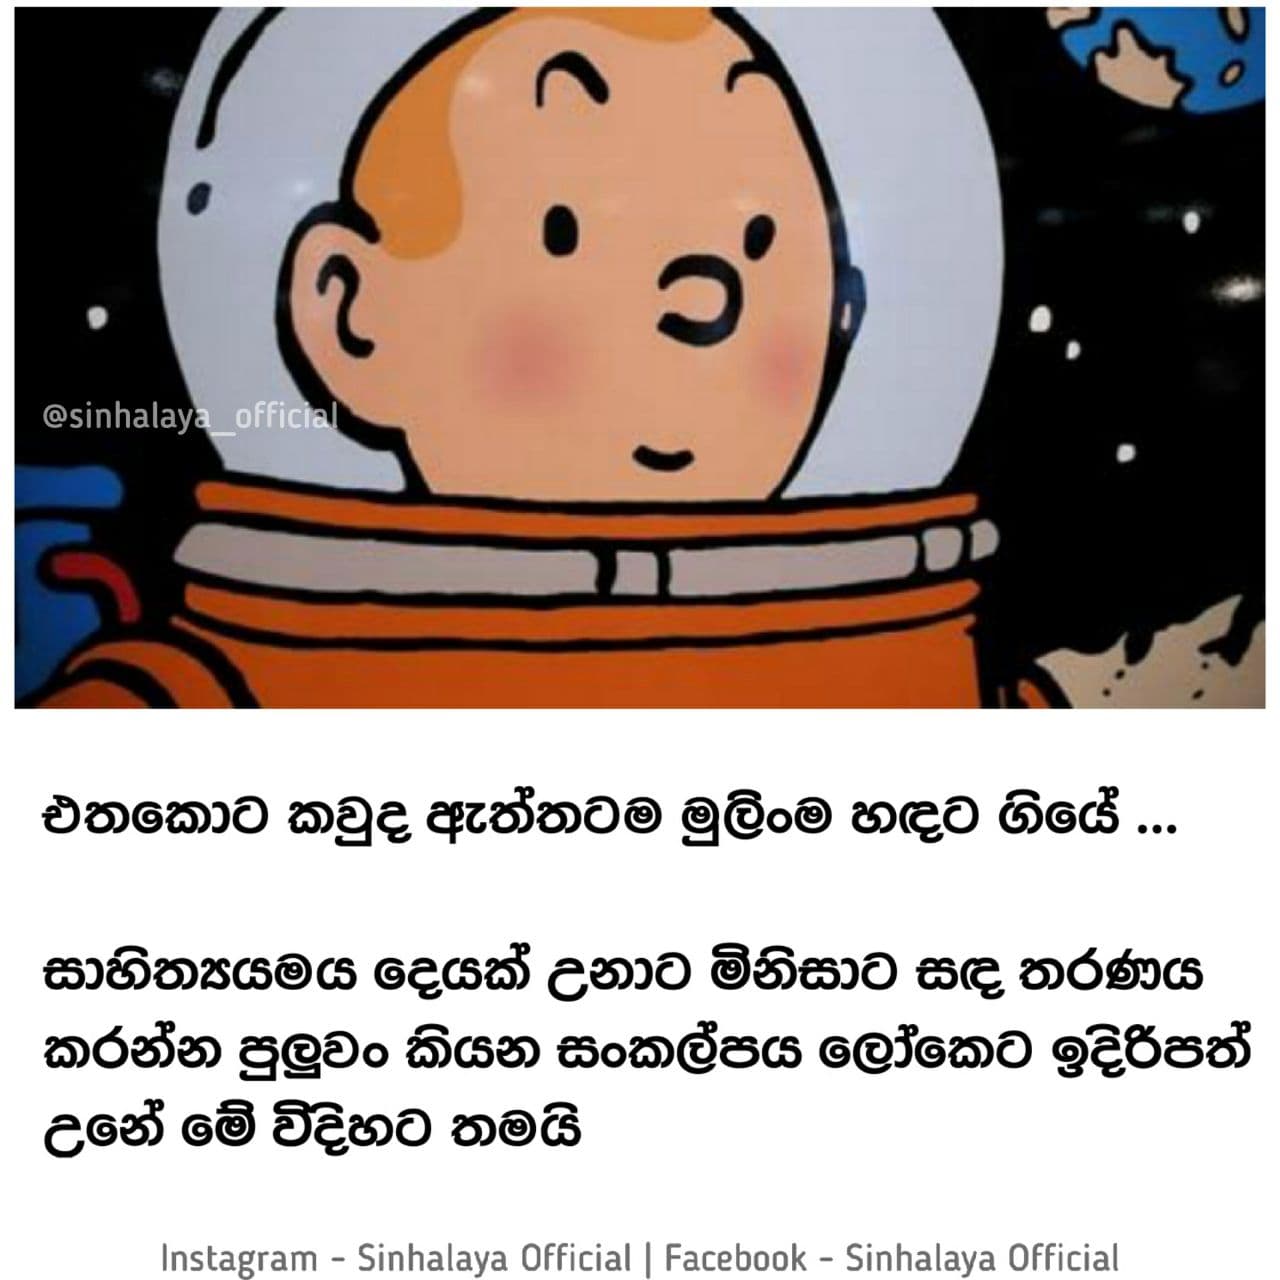 @sinhalaya_official
එතකොට කවුද ඇත්තටම මුලිංම හඳට ගියේ ...
සාහිත්‍යයමය දෙයක් උනාට මිනිසාට සඳ තරණය
කරන්න පුලුවං කියන සංකල්පය ලෝකෙට ඉදිරිපත්
උනේ මේ විදිහට තමයි
Instagram - Sinhalaya Official | Facebook - Sinhalaya Official